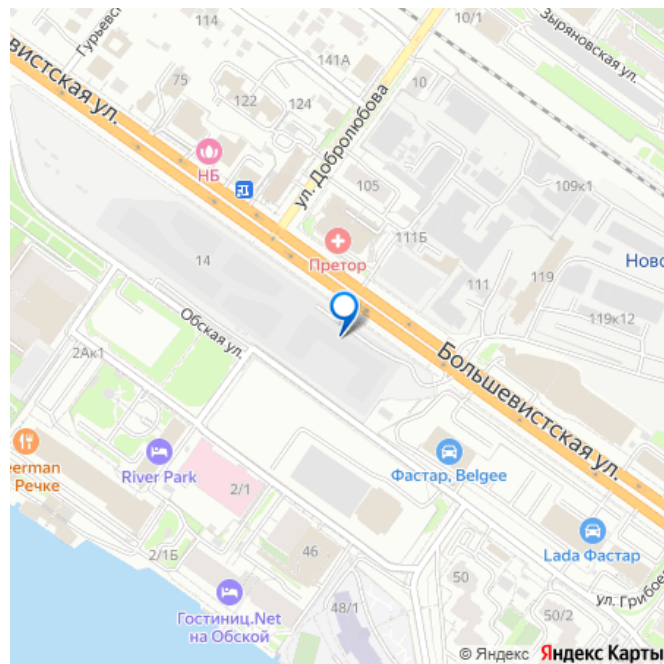 114
10/1
Зыряновская ул.
Гурьевс
141А
вистская ул.
75
10
122
124
ул. Добролюбова
НБ
105
109к1
111Б
Претор
14
111
119
Ново
119к12
Обская ул.
2Ак1
Большевистская ул.
eerman
Речке
River Park
Фастар, Belgee
2/1
2/1Б
46
Lada Фастар
50
Гостиниц.Net
на Обской
48/1
50/2
ул. Грибое
© Яндекс Яндекс Карты